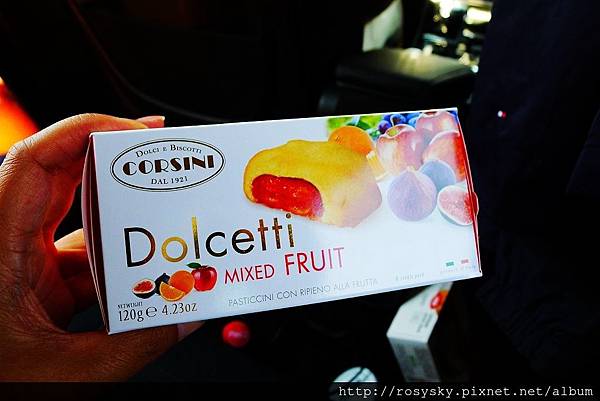 DOLCI E BISCOTTI
CORSINI
DAL 1921
Dolcetti
MIXED FRUIT
PASTICCINI CON RIPIENO ALLA FRUTTA
NETWEIGHT
120g e 4.23oz
http://rosysky.pixnet.net/album